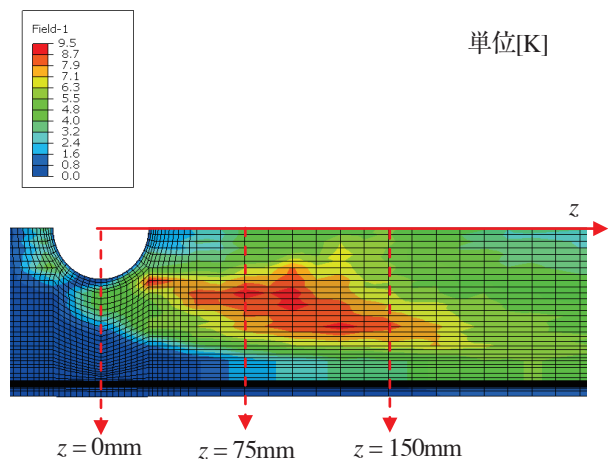 Field-1
9.5
8.7
7.9
7.1
6.3
5.5
4.8
4.0
3.2
2.4
1.6
0.8
0.0
単位[K]
z
z = 0mm
z = 75mm
z = 150mm